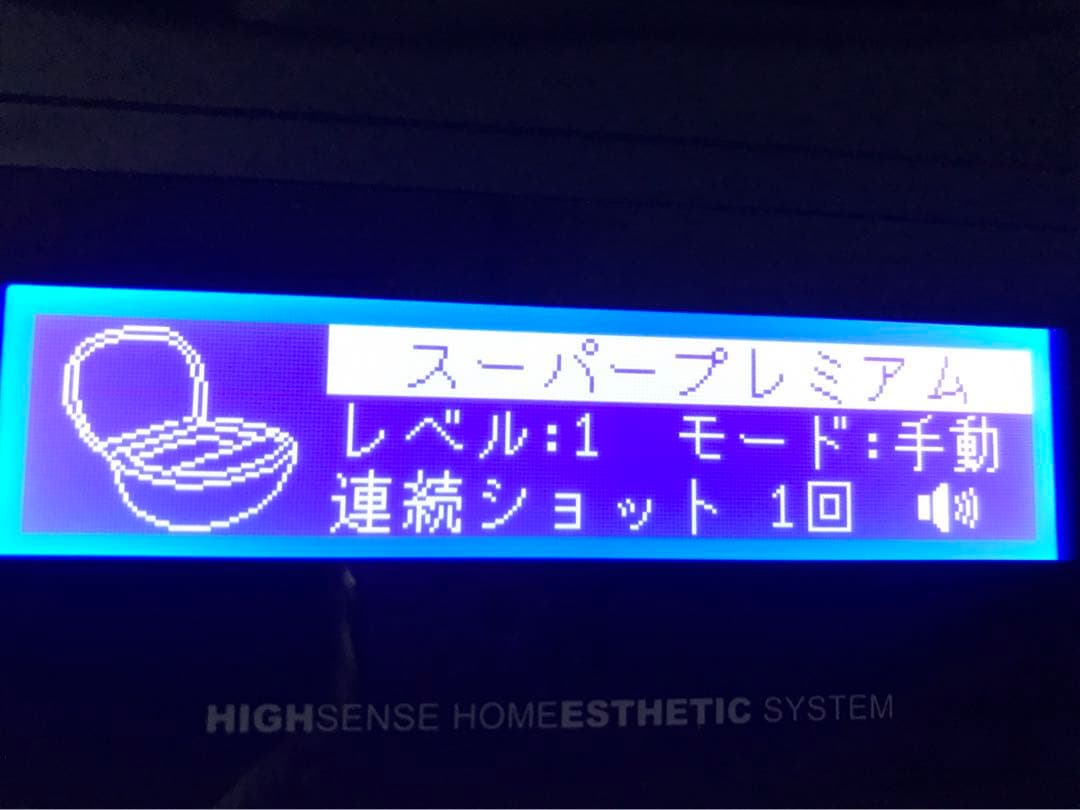 スーパープレミアム
レベル:1 モード:手動
連続ショット 1回
HIGHSENSE HOMEESTHETIC SYSTEM